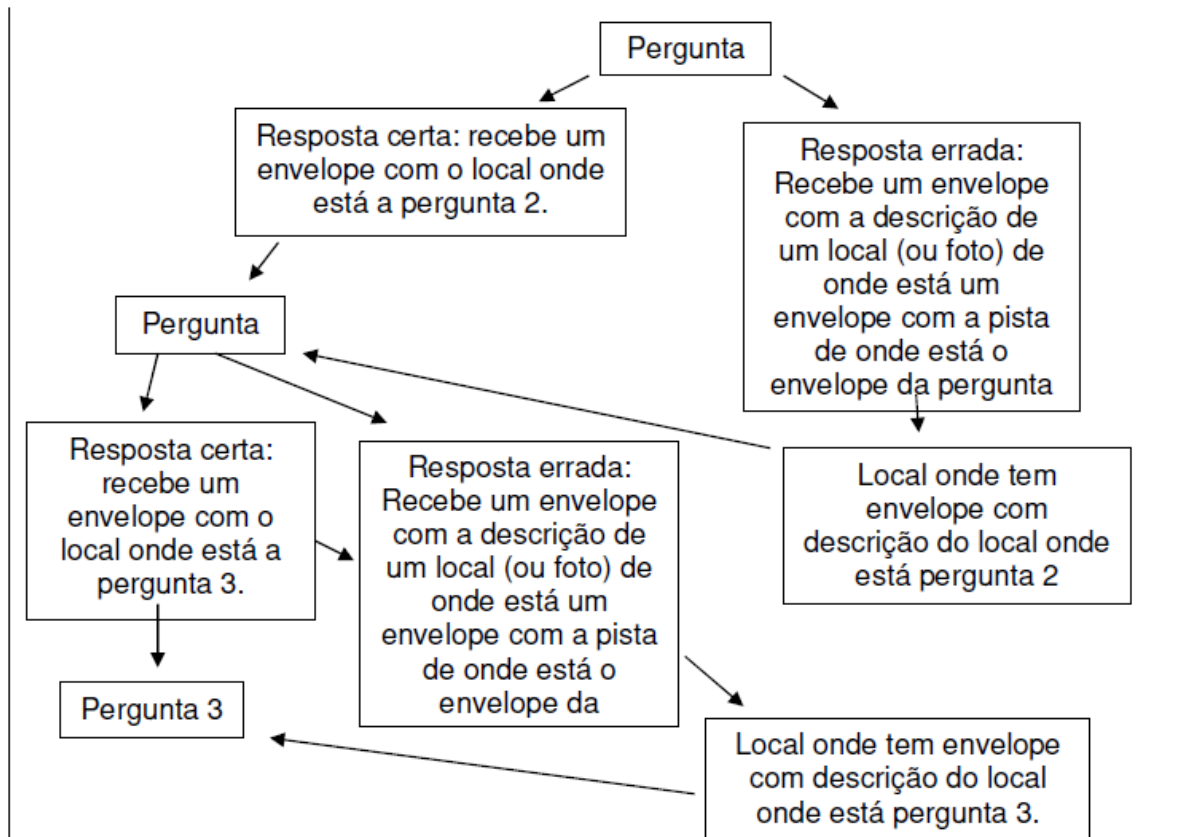 Pergunta
Resposta certa: recebe um
envelope com o local onde
está a pergunta 2.
Resposta errada:
Recebe um envelope
com a descrição de
um local (ou foto) de
onde está um
envelope com a pista
de onde está o
envelope da pergunta
Pergunta
Resposta certa:
recebe um
envelope com o
local onde está a
pergunta 3.
Resposta errada:
Recebe um envelope
com a descrição de
um local (ou foto) de
onde está um
envelope com a pista
de onde está o
envelope da
Local onde tem
envelope com
descrição do local onde
está pergunta 2
Pergunta 3
Local onde tem envelope
com descrição do local
onde está pergunta 3.